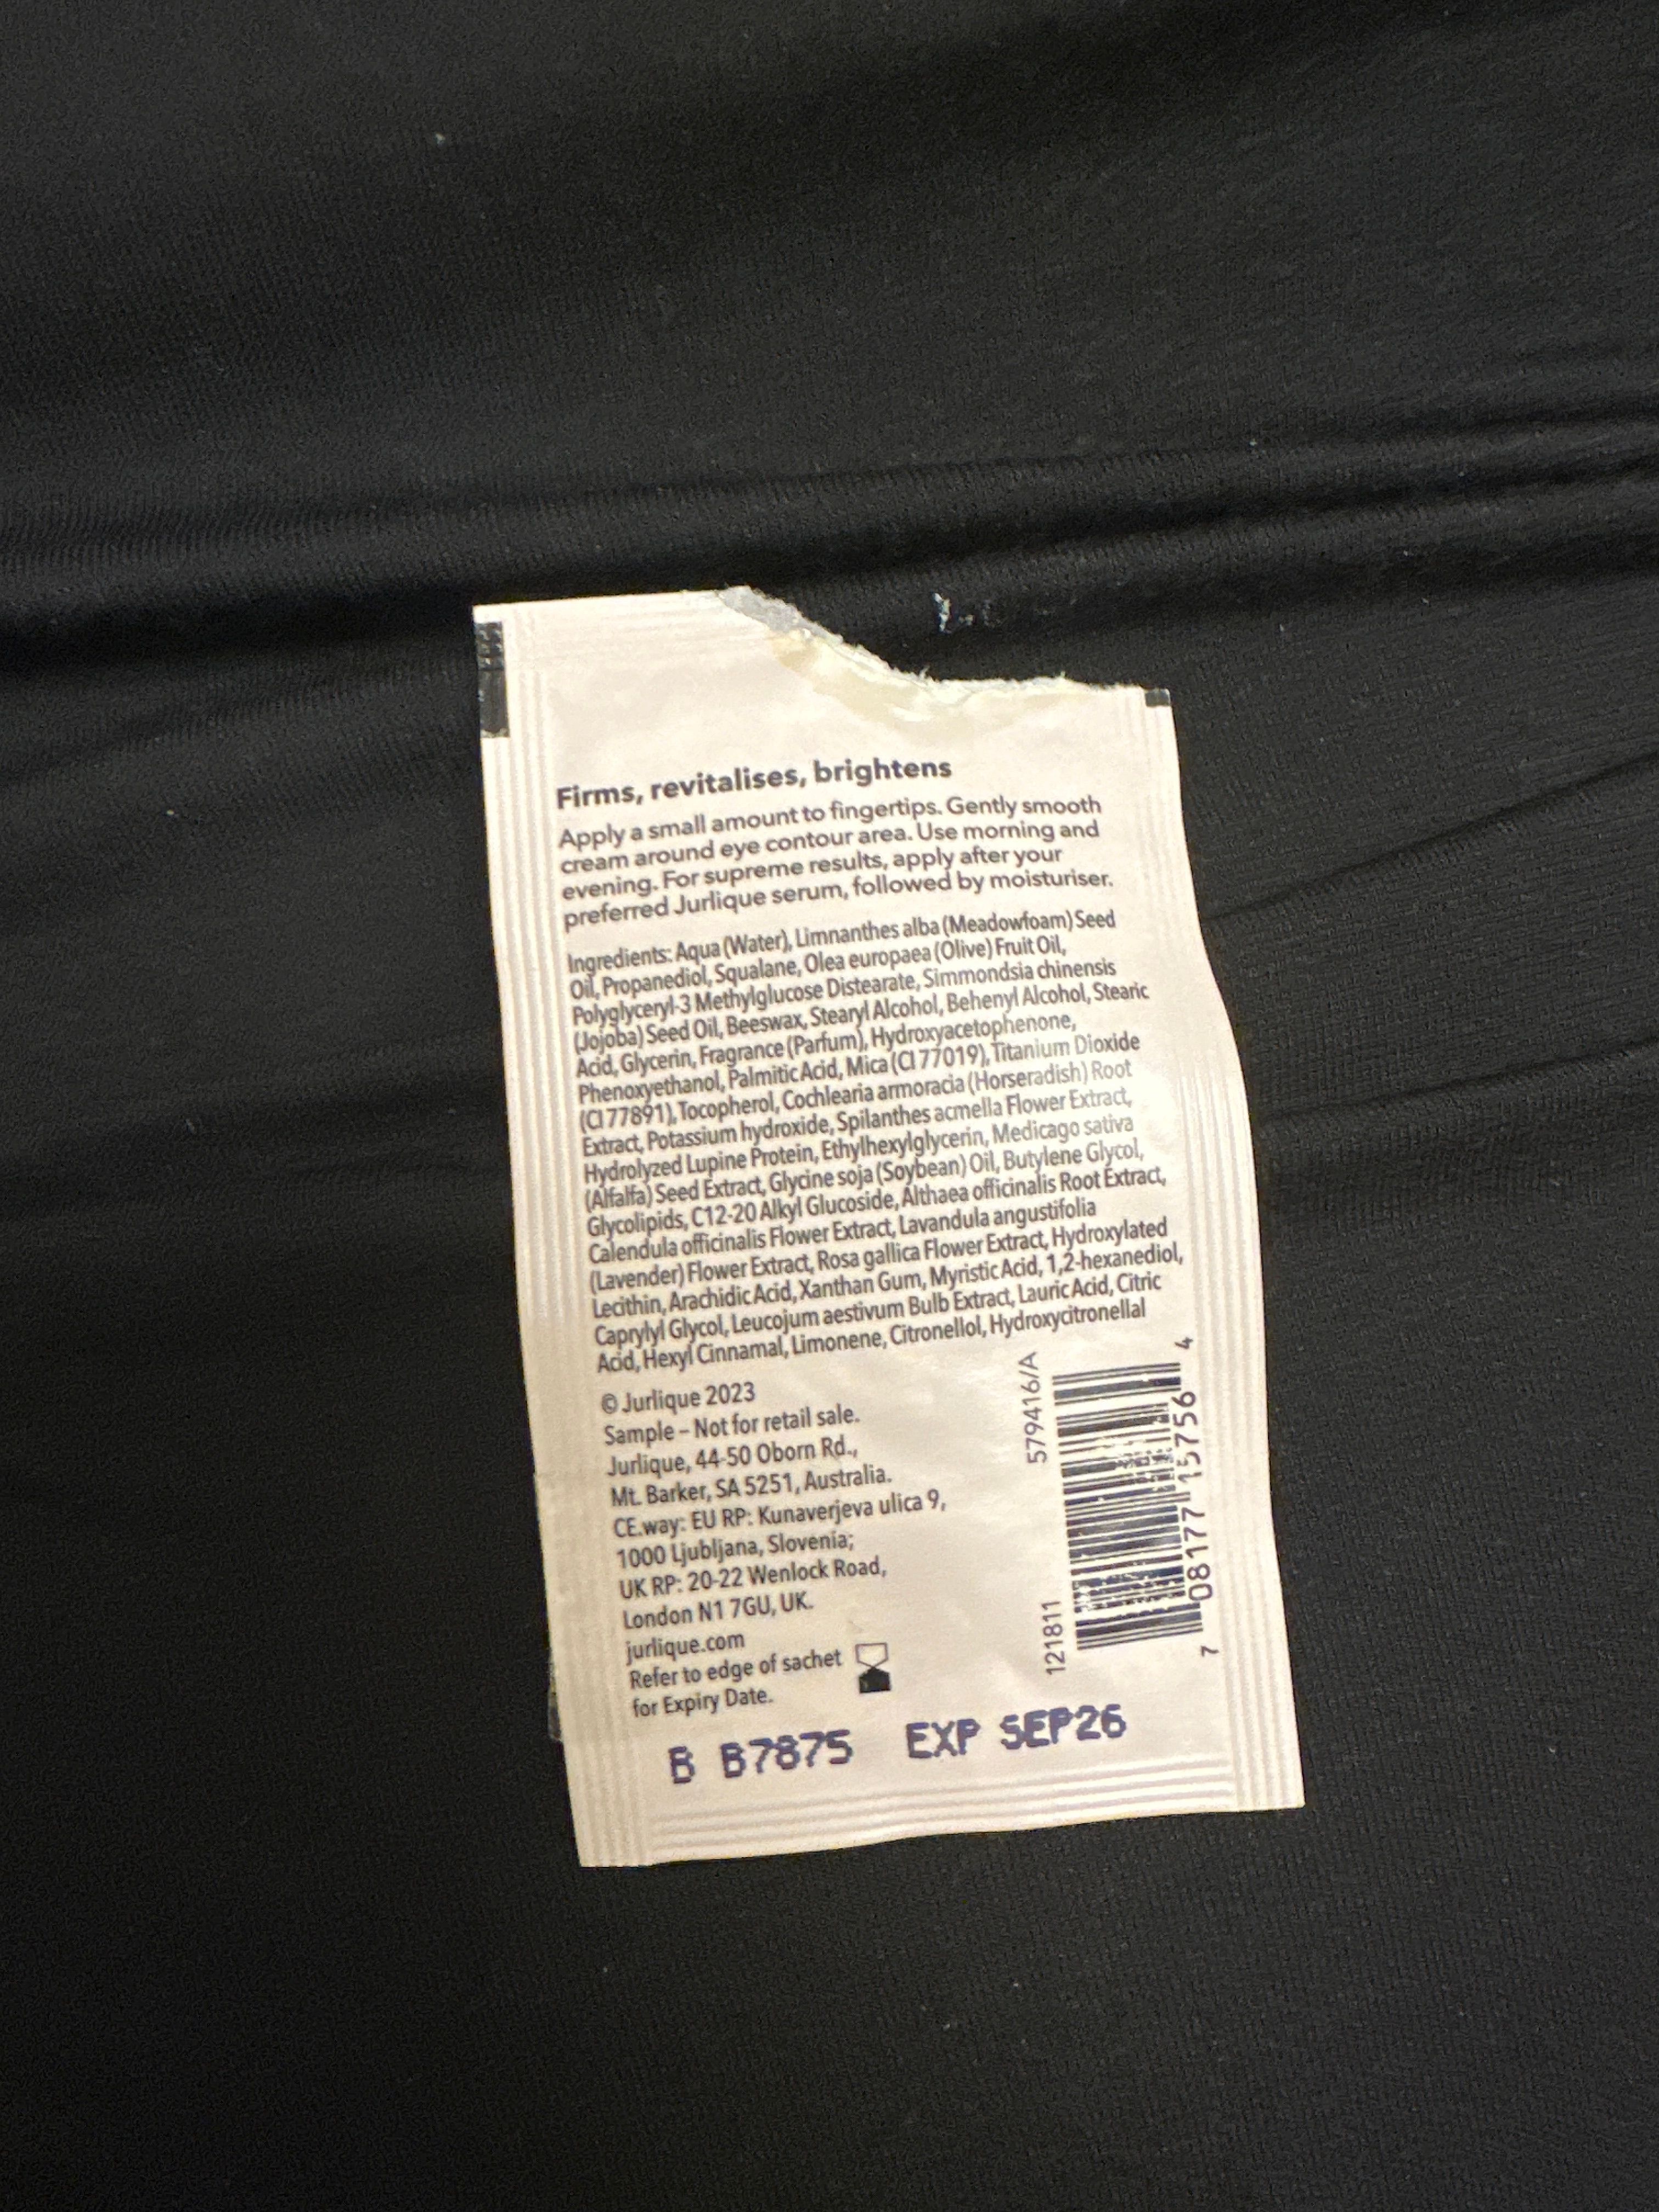 Firms, revitalises, brightens
Apply a small amount to fingertips. Gently smooth
cream around eye contour area. Use morning and
evening. For supreme results, apply after your
preferred Jurlique serum, followed by moisturiser.
Ingredients: Aqua (Water), Limnanthes alba (Meadowfoam) Seed
Oil, Propanediol, Squalane, Olea europaea (Olive) Fruit Oil,
Polyglyceryl-3 Methylglucose Distearate, Simmondsia chinensis
(Jojoba) Seed Oil, Beeswax, Stearyl Alcohol, Behenyl Alcohol, Stearic
Acid, Glycerin, Fragrance (Parfum), Hydroxyacetophenone,
Phenoxyethanol, Palmitic Acid, Mica (CI 77019), Titanium Dioxide
(CI 77891), Tocopherol, Cochlearia armoracia (Horseradish) Root
Extract, Potassium hydroxide, Spilanthes acmella Flower Extract,
Hydrolyzed Lupine Protein, Ethylhexylglycerin, Medicago sativa
(Alfalfa) Seed Extract, Glycine soja (Soybean) Oil, Butylene Glycol,
Glycolipids, C12-20 Alkyl Glucoside, Althaea officinalis Root Extract,
Calendula officinalis Flower Extract, Lavandula angustifolia
(Lavender) Flower Extract, Rosa gallica Flower Extract, Hydroxylated
Lecithin, Arachidic Acid, Xanthan Gum, Myristic Acid, 1,2-hexanediol,
Caprylyl Glycol, Leucojum aestivum Bulb Extract, Lauric Acid, Citric
Acid, Hexyl Cinnamal, Limonene, Citronellol, Hydroxycitronellal
© Jurlique 2023
Sample – Not for retail sale.
Jurlique, 44-50 Oborn Rd.,
Mt. Barker, SA 5251, Australia.
CE.way: EU RP: Kunaverjeva ulica 9,
1000 Ljubljana, Slovenia;
UK RP: 20-22 Wenlock Road,
London N1 7GU, UK.
jurlique.com
Refer to edge of sachet
for Expiry Date.
121811 579416/A
7 08177 15756 4
B B7875 EXP SEP26